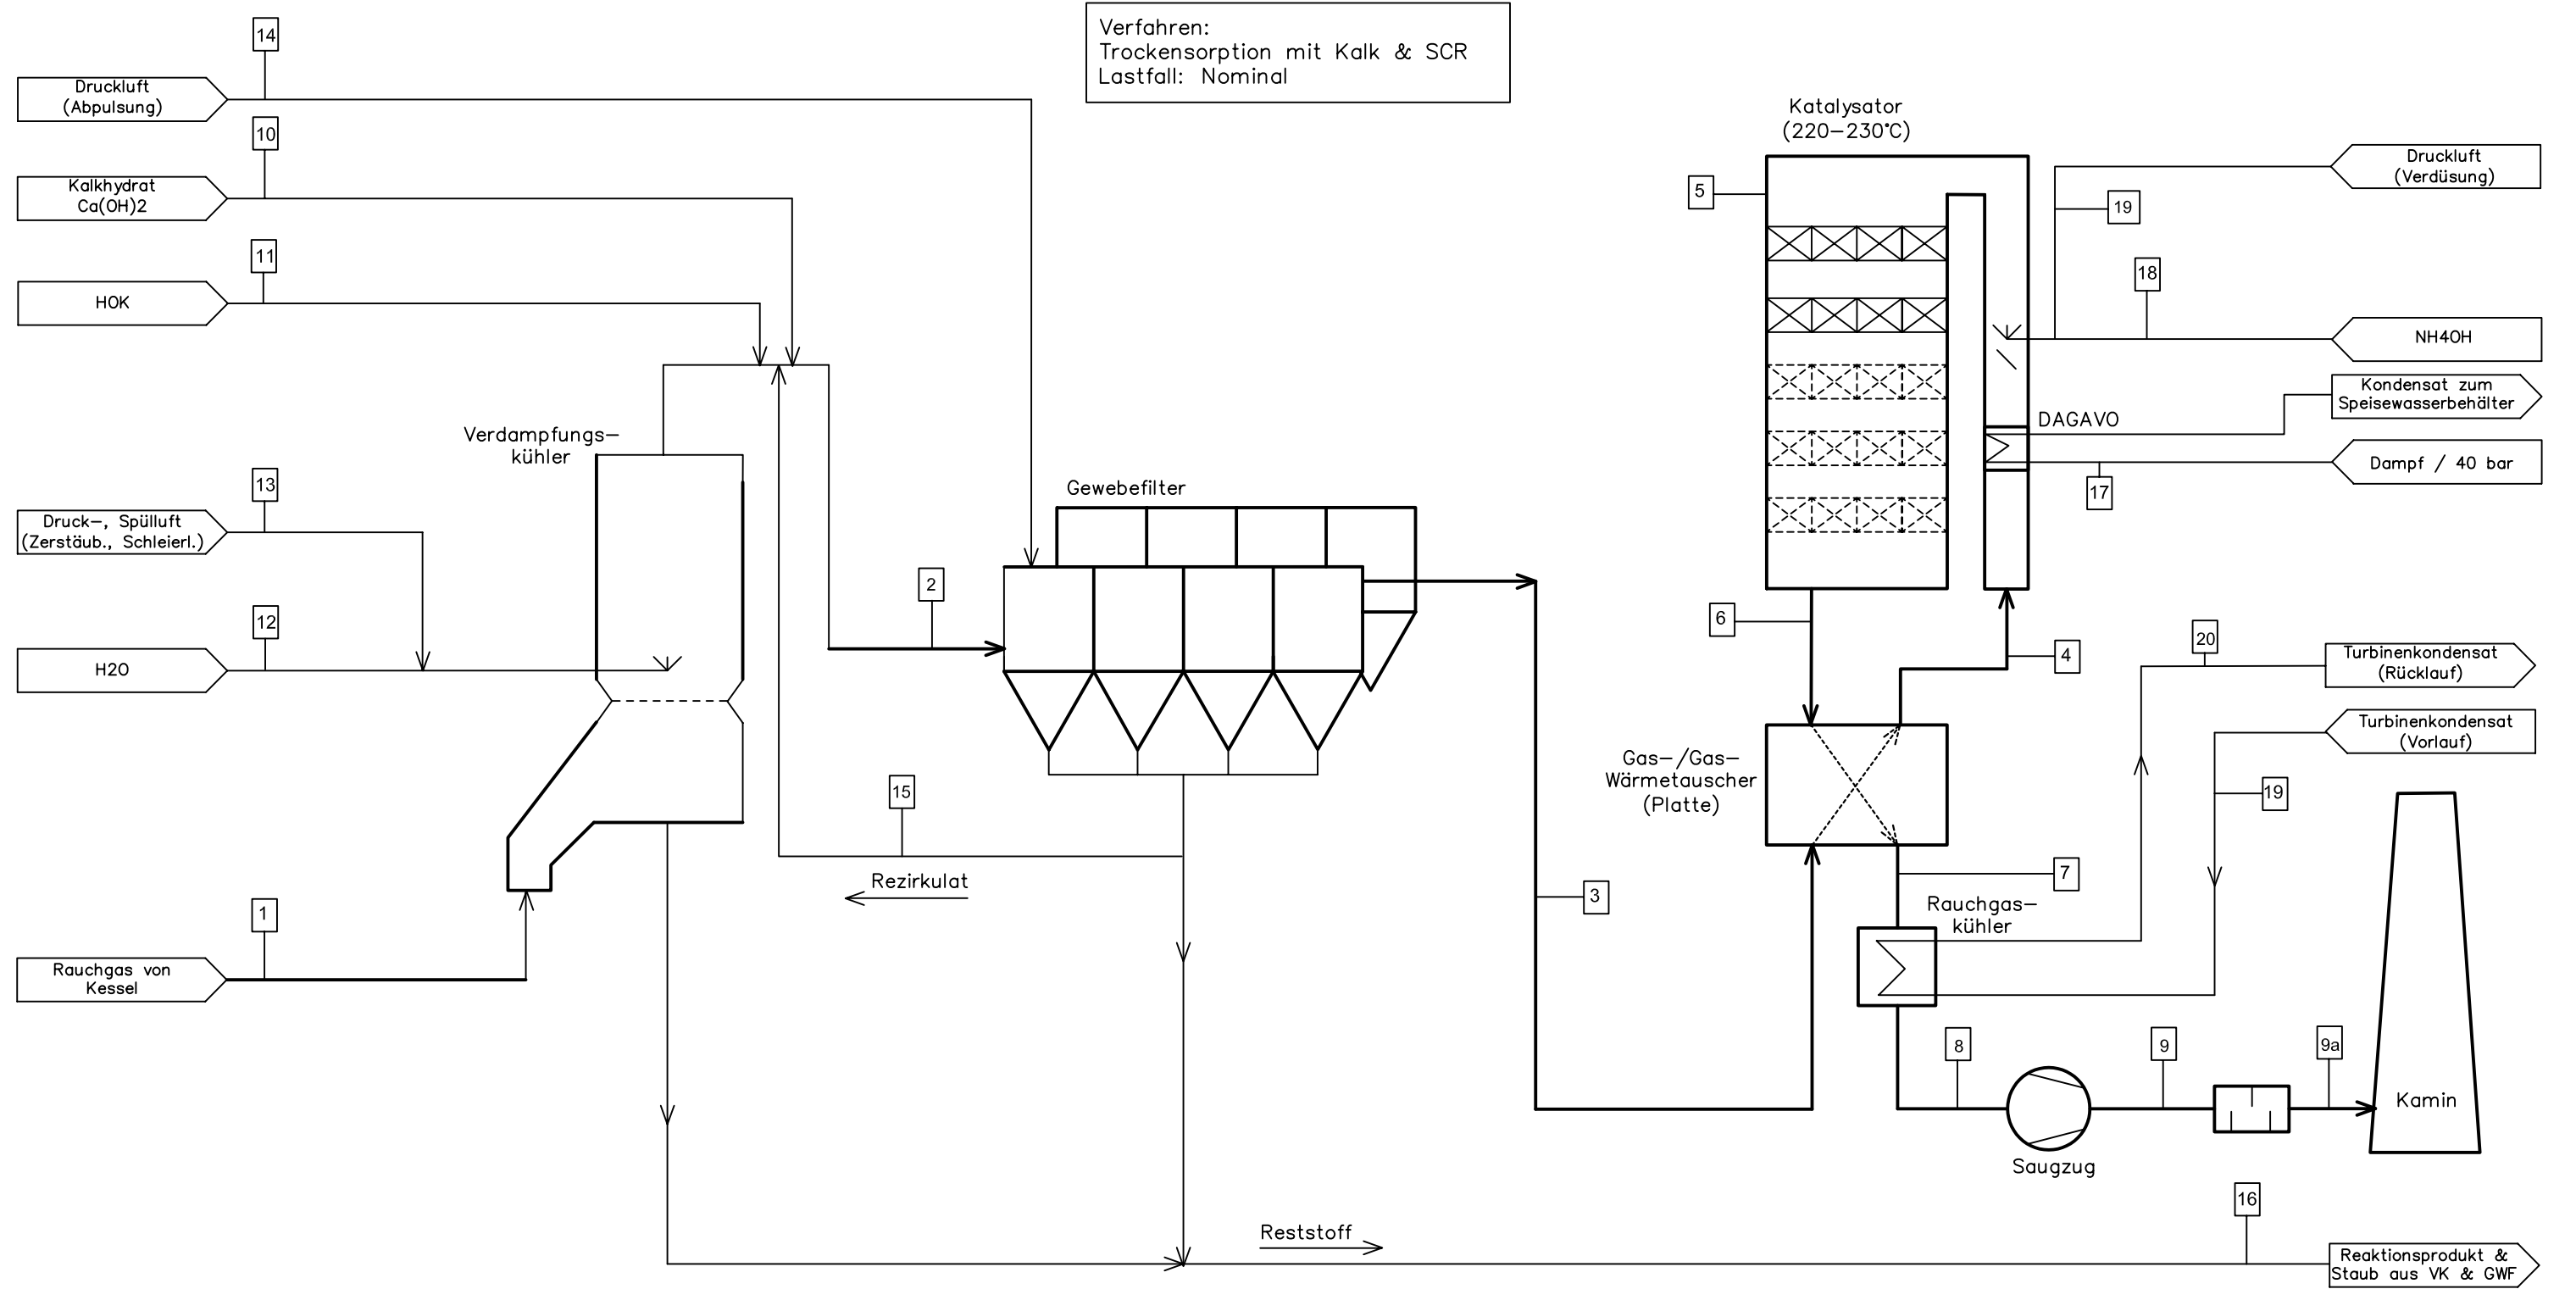 Verfahren:
Trockensorption mit Kalk & SCR
Lastfall: Nominal
14
Druckluft
(Abpulsung)
10
Kalkhydrat
Ca(OH)2
11
HOK
Verdampfungs-
kühler
13
Druck-, Spülluft
(Zerstäub., Schleierl.)
12
H2O
1
Rauchgas von
Kessel
2
Gewebefilter
15
Rezirkulat
3
Katalysator
(220-230°C)
5
Druckluft
(Verdüsung)
19
18
NH4OH
Kondensat zum
Speisewasserbehälter
DAGAVO
Dampf / 40 bar
17
6
4
20
Turbinenkondensat
(Rücklauf)
Turbinenkondensat
(Vorlauf)
19
Gas-/Gas-
Wärmetauscher
(Platte)
7
Rauchgas-
kühler
8
9
9a
Kamin
Saugzug
16
Reststoff
Reaktionsprodukt &
Staub aus VK & GWF